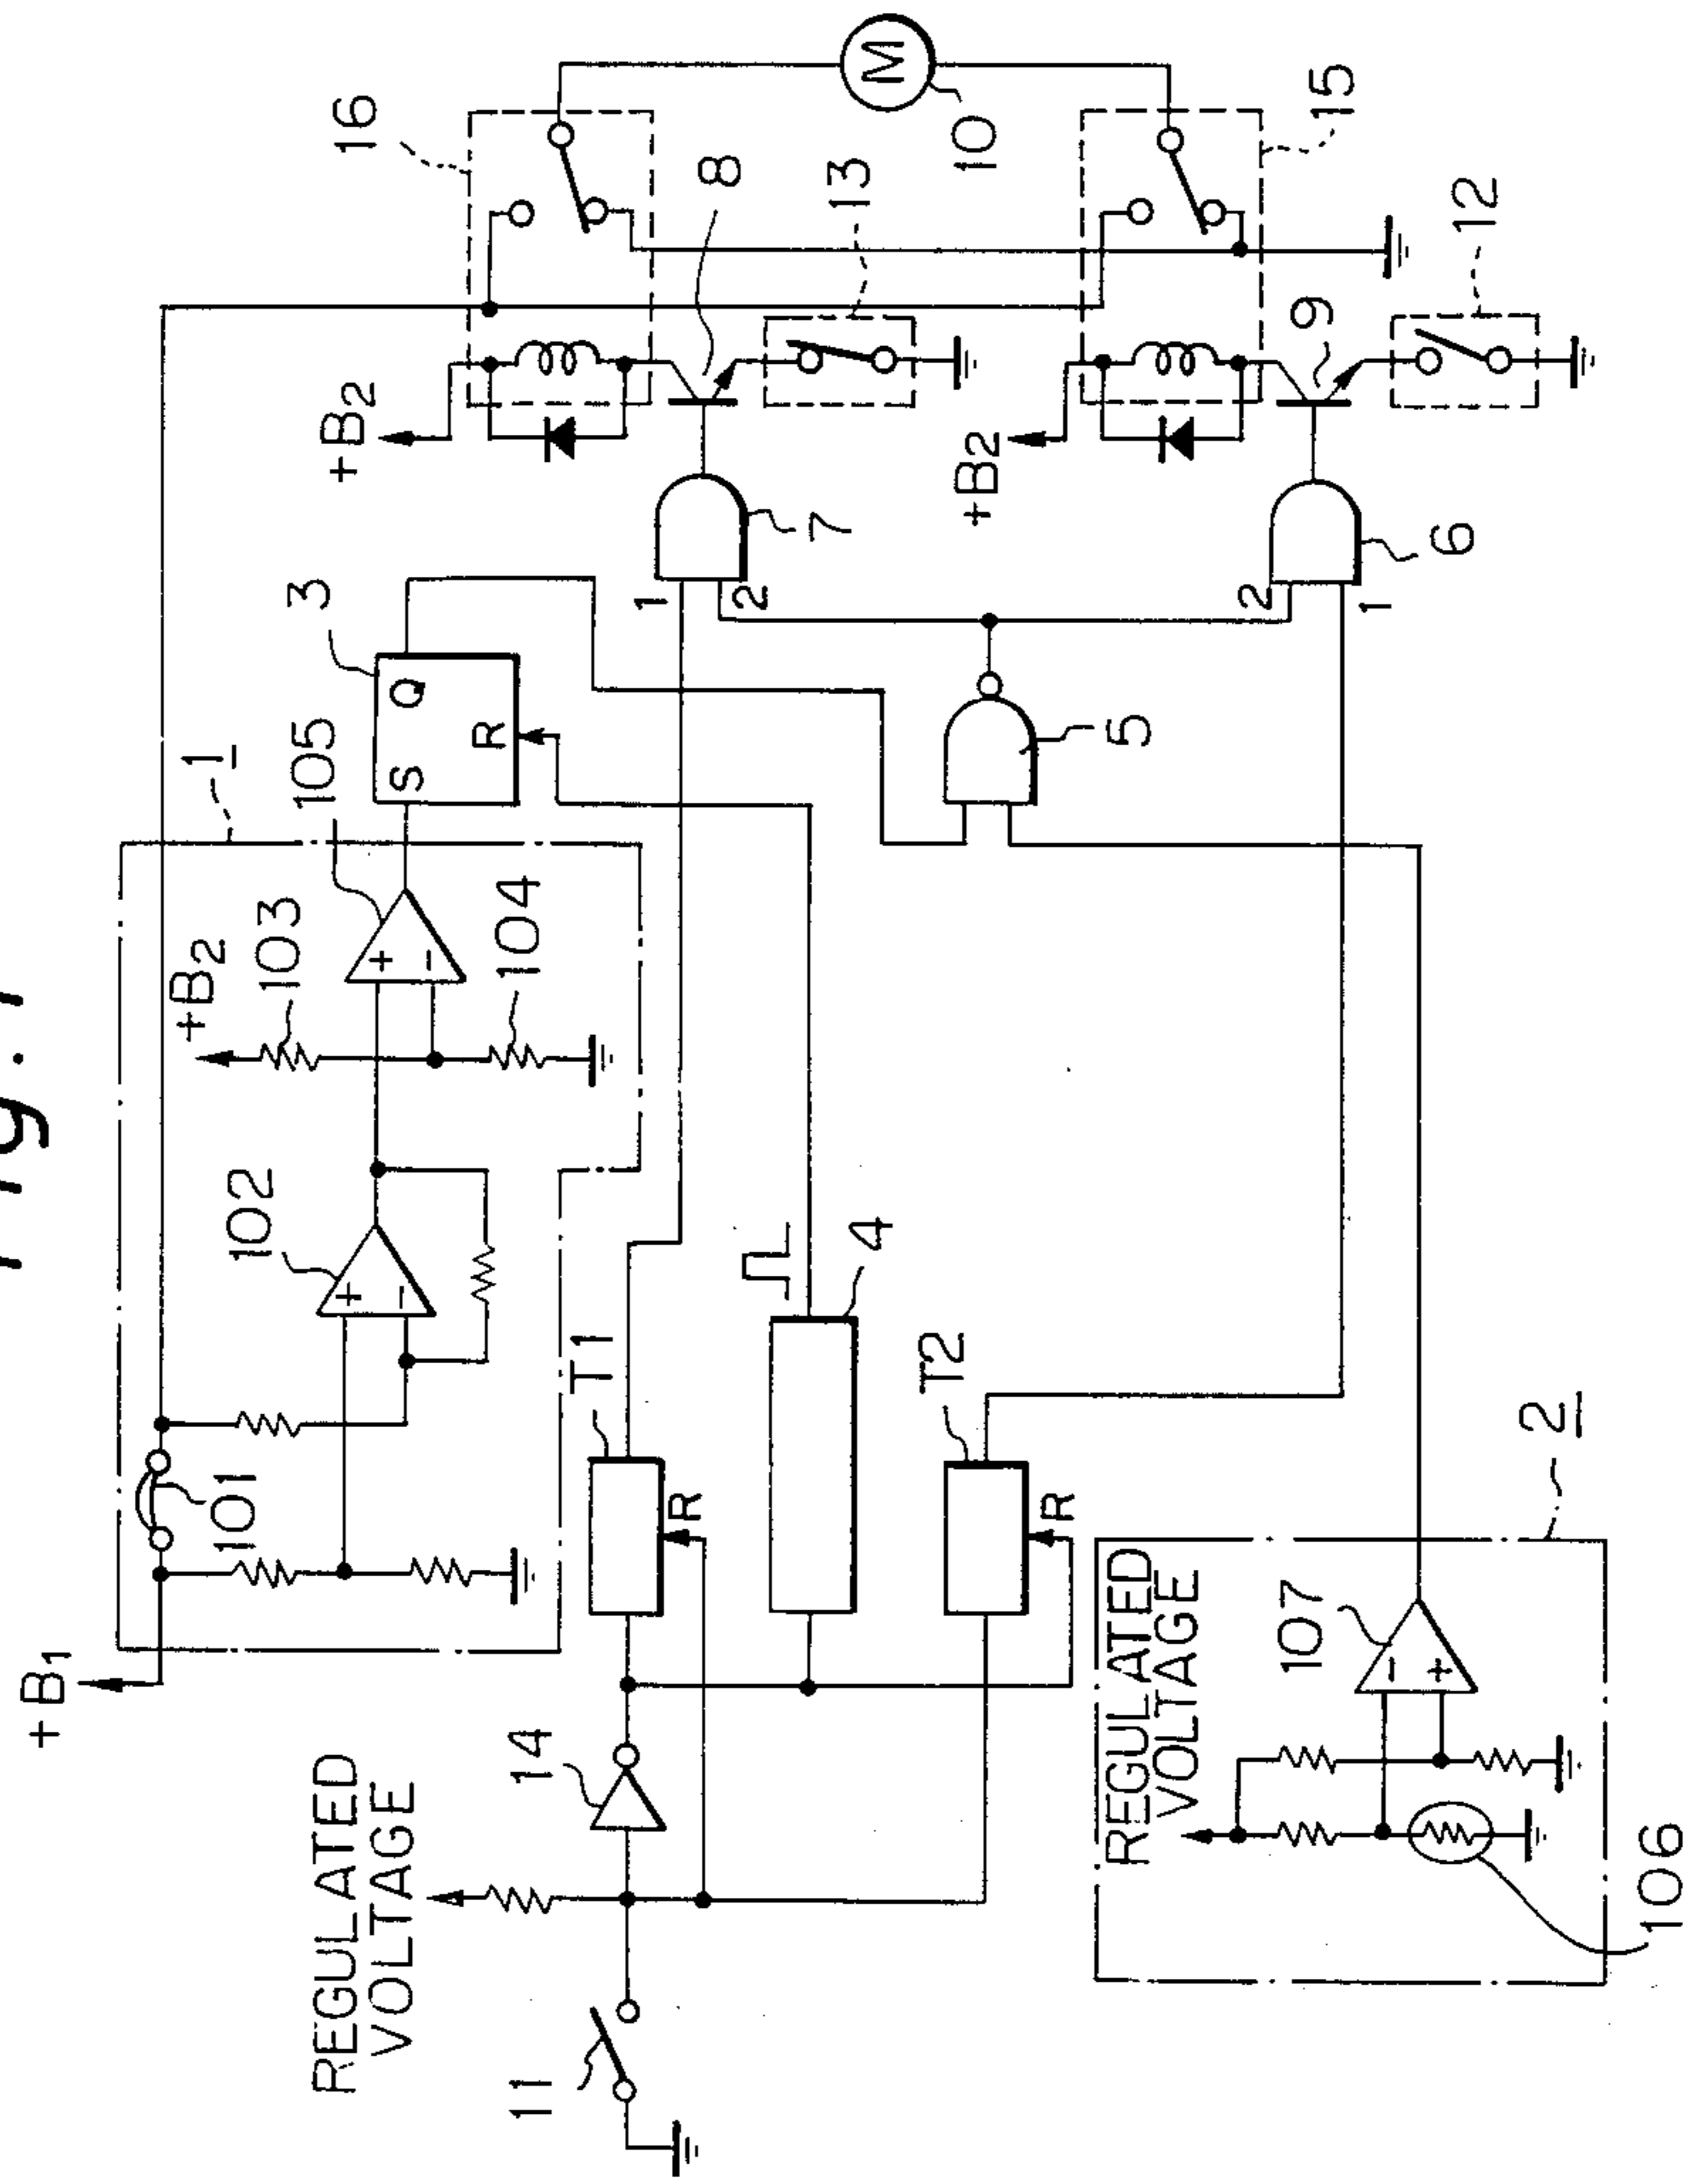 Fig. 1
+B1
REGULATED
VOLTAGE
11
14
101
102
+ -
+B2
103
104
105
+ -
1
3
S Q
R
T1
R
4
T2
R
REGULATED
VOLTAGE
107
- +
106
2
5
1
2
7
2
1
6
+B2
16
8
13
+B2
15
9
12
10
M